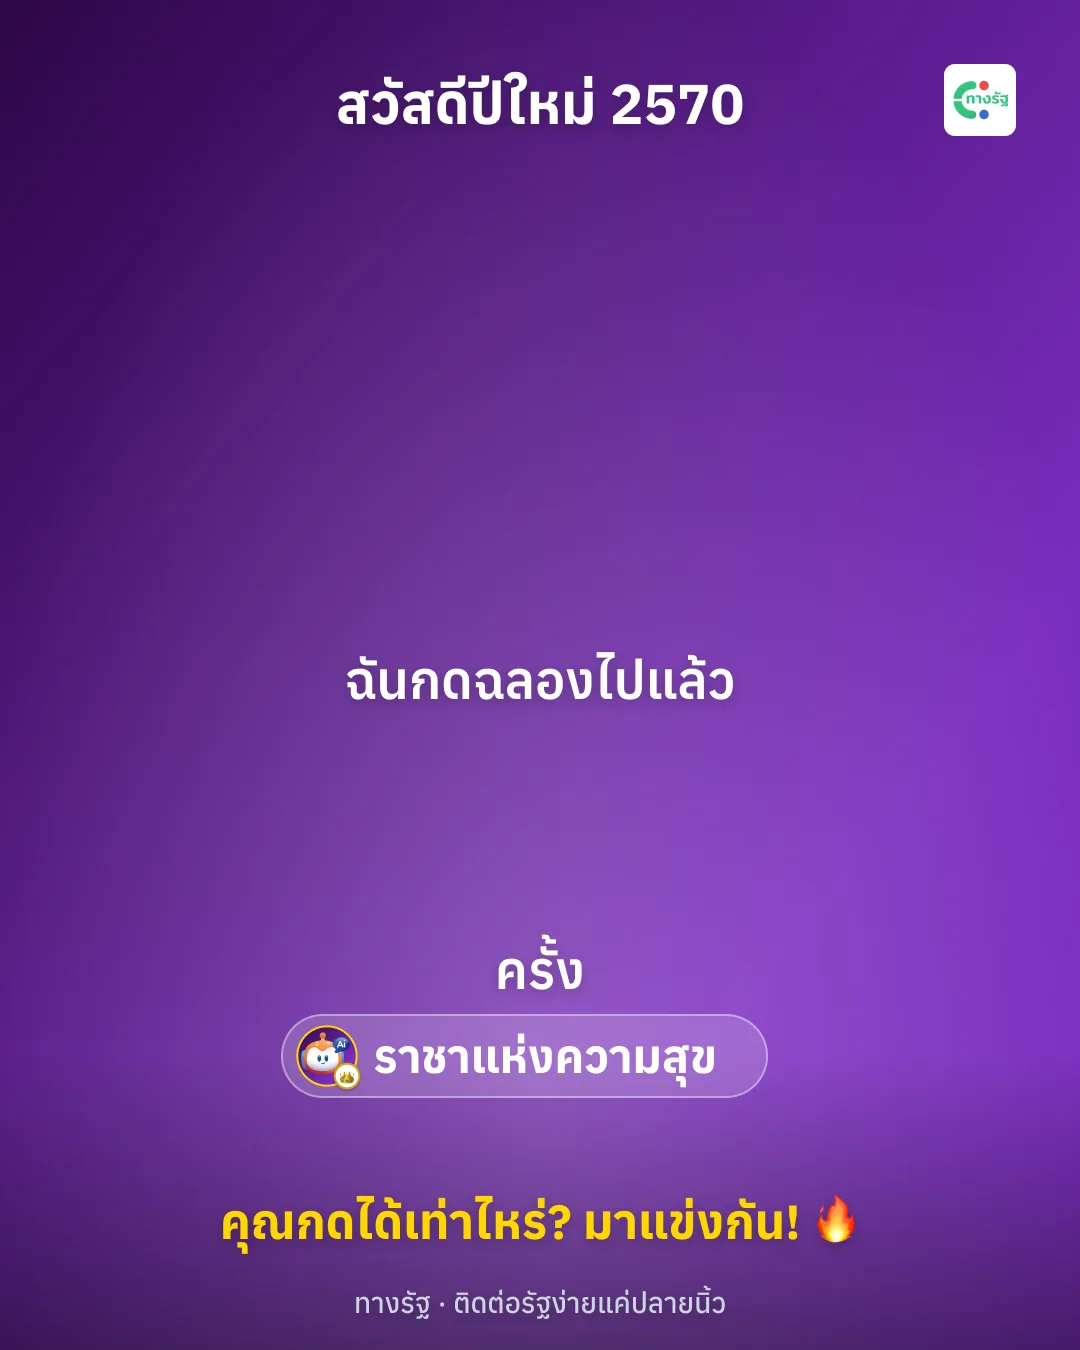 สวัสดีปีใหม่ 2570
ทางรัฐ
ฉันกดฉลองไปแล้ว
ครั้ง
Ai
ราชาแห่งความสุข
คุณกดได้เท่าไหร่? มาแข่งกัน! 🔥
ทางรัฐ · ติดต่อรัฐง่ายแค่ปลายนิ้ว